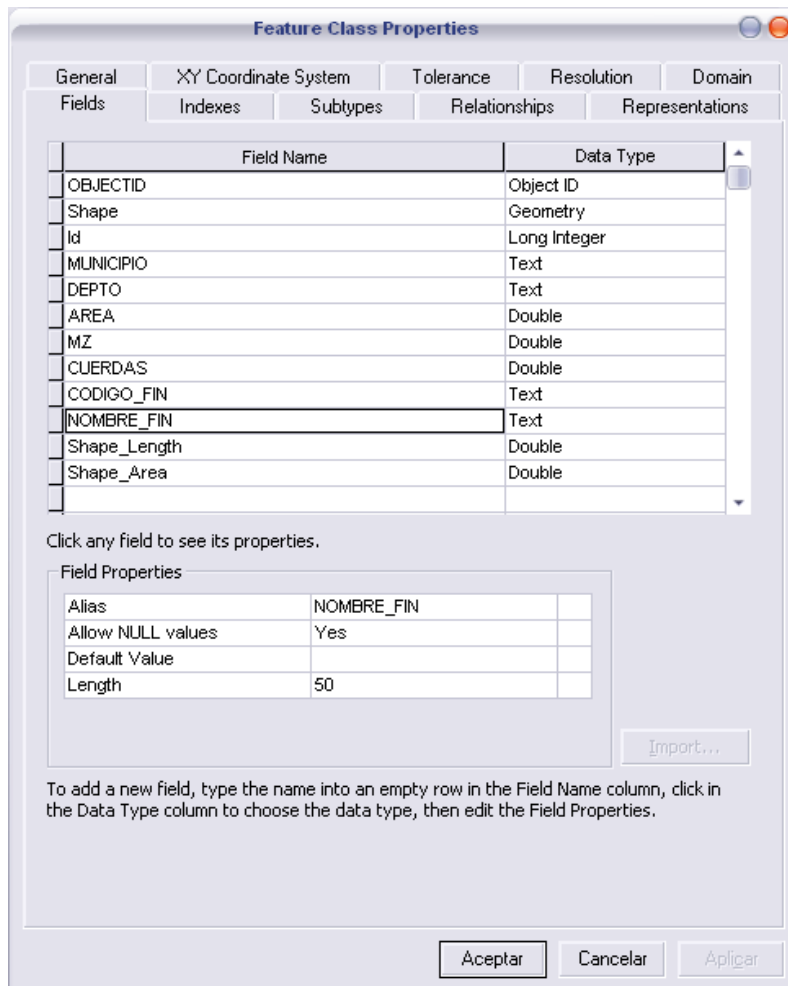 Feature Class Properties
General XY Coordinate System Tolerance Resolution Domain
Fields Indexes Subtypes Relationships Representations
Field Name Data Type
OBJECTID Object ID
Shape Geometry
Id Long Integer
MUNICIPIO Text
DEPTO Text
AREA Double
MZ Double
CUERDAS Double
CODIGO_FIN Text
NOMBRE_FIN Text
Shape_Length Double
Shape_Area Double
Click any field to see its properties.
Field Properties
Alias NOMBRE_FIN
Allow NULL values Yes
Default Value
Length 50
Import...
To add a new field, type the name into an empty row in the Field Name column, click in
the Data Type column to choose the data type, then edit the Field Properties.
Aceptar Cancelar Aplicar